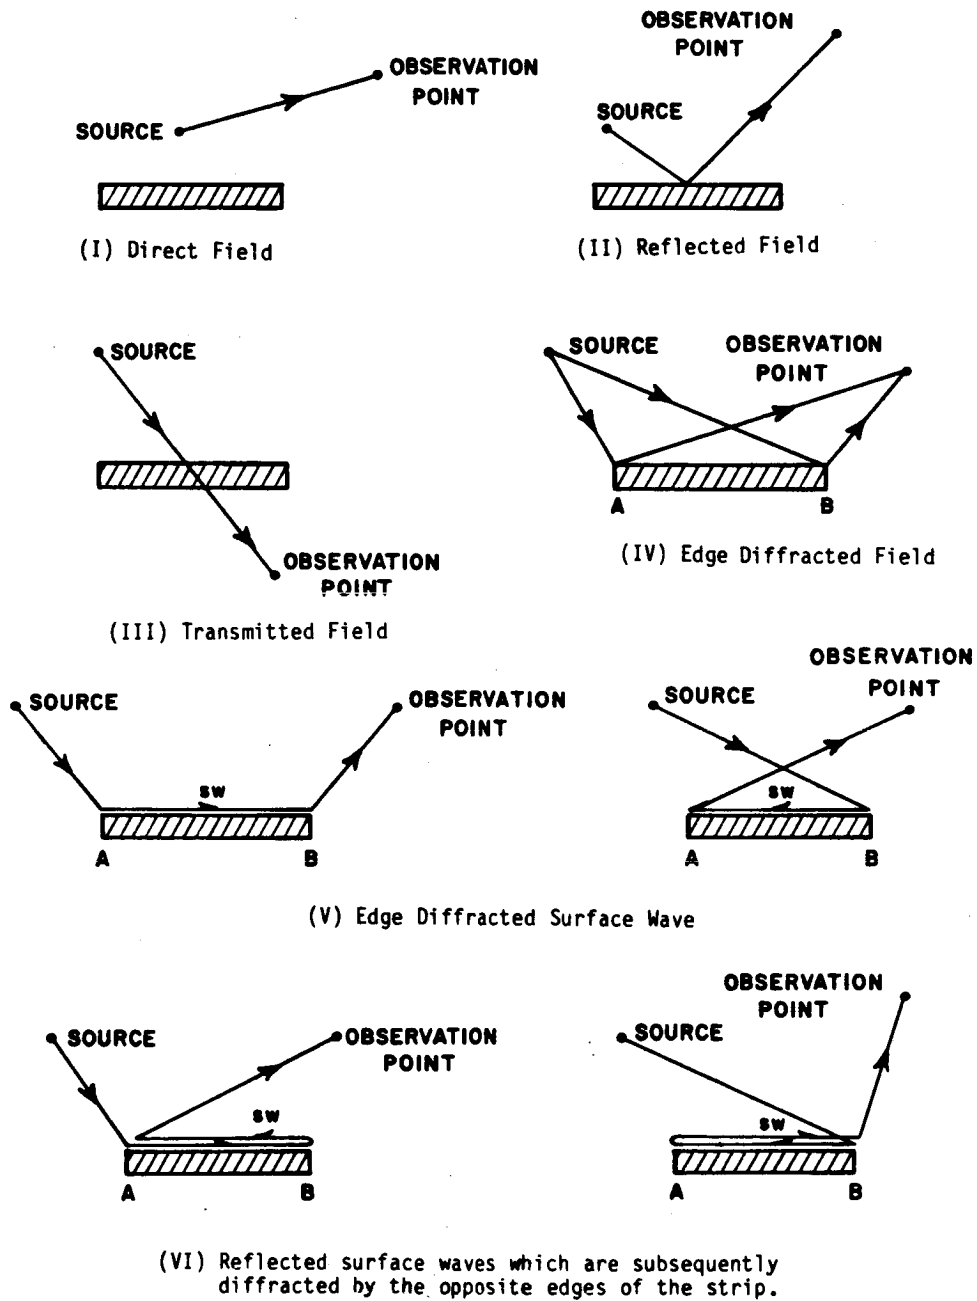 OBSERVATION
POINT
SOURCE
(I) Direct Field
OBSERVATION
POINT
SOURCE
(II) Reflected Field
SOURCE
OBSERVATION
POINT
(III) Transmitted Field
SOURCE
OBSERVATION
POINT
A
B
(IV) Edge Diffracted Field
SOURCE
OBSERVATION
POINT
SW
A
B
OBSERVATION
POINT
SOURCE
SW
A
B
(V) Edge Diffracted Surface Wave
SOURCE
OBSERVATION
POINT
SW
A
B
OBSERVATION
POINT
SOURCE
SW
A
B
(VI) Reflected surface waves which are subsequently
diffracted by the opposite edges of the strip.